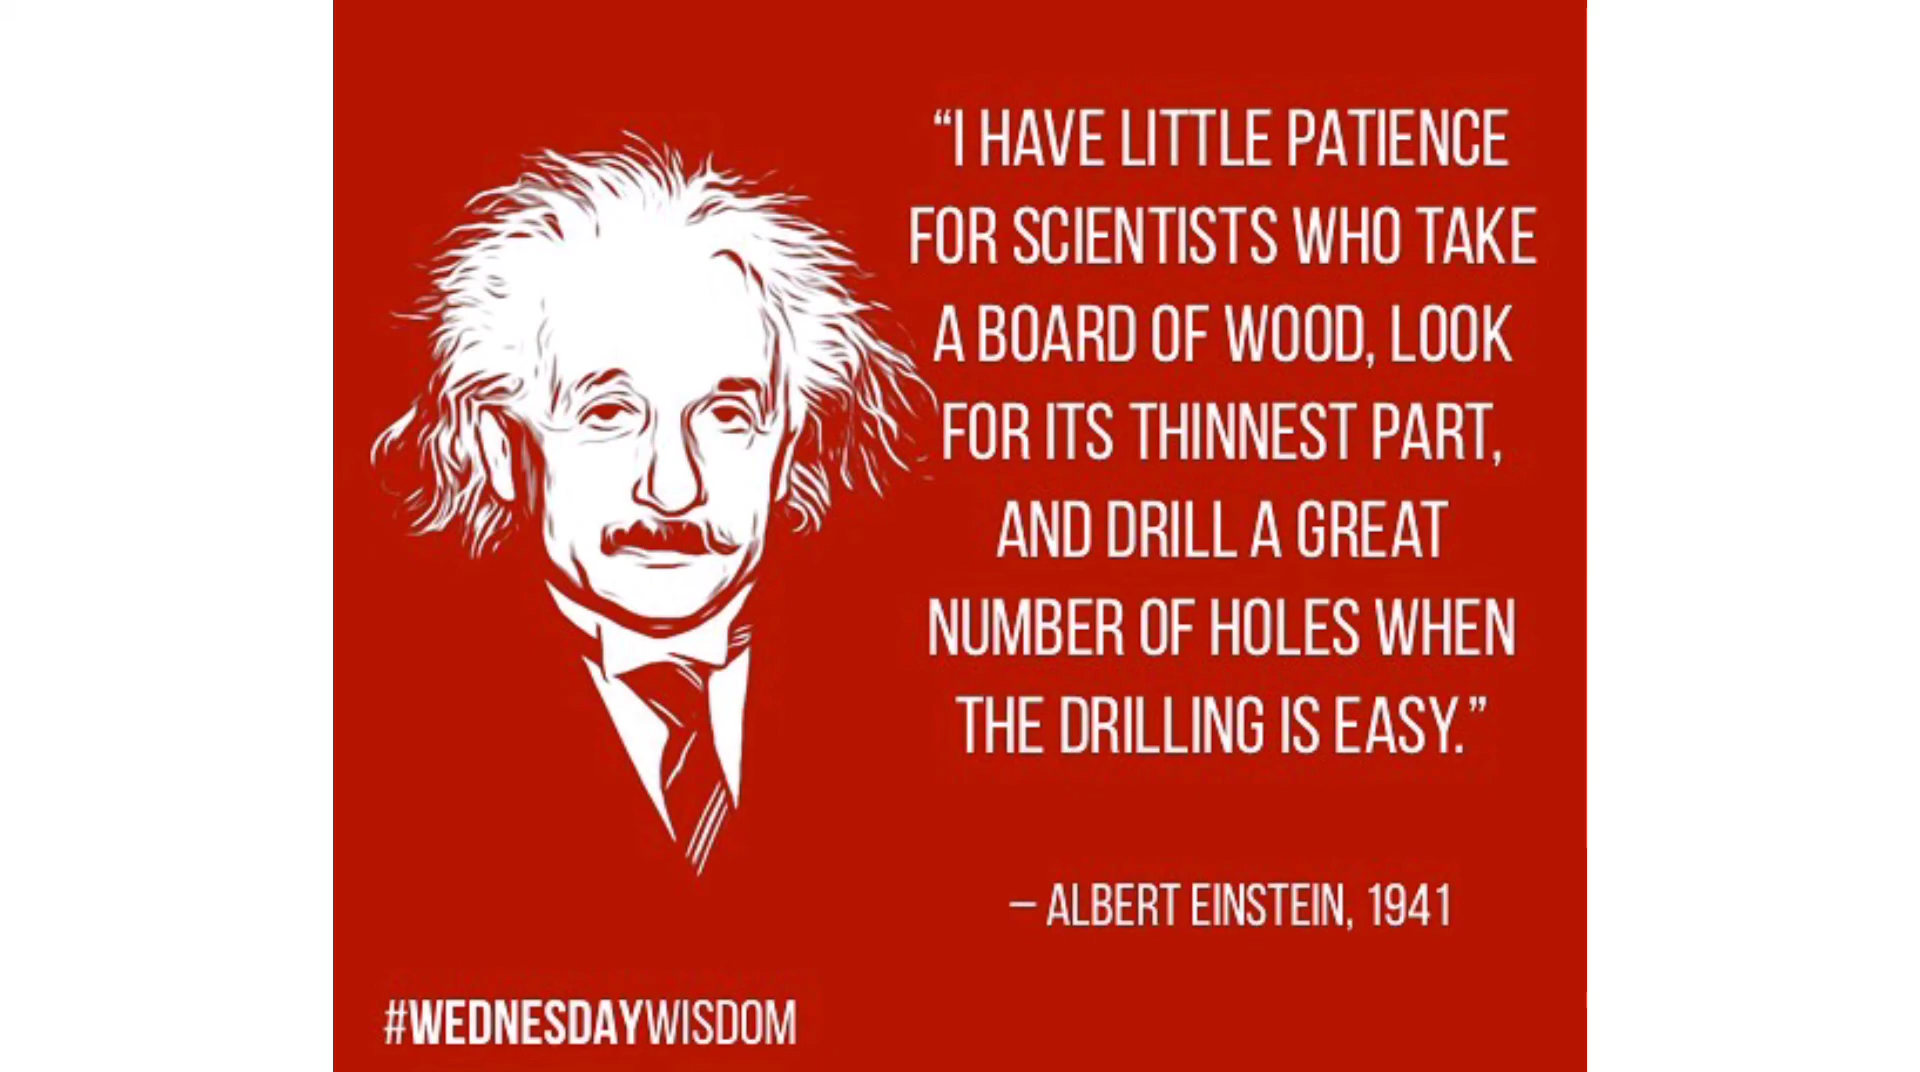 “I HAVE LITTLE PATIENCE
FOR SCIENTISTS WHO TAKE
A BOARD OF WOOD, LOOK
FOR ITS THINNEST PART,
AND DRILL A GREAT
NUMBER OF HOLES WHEN
THE DRILLING IS EASY.”
– ALBERT EINSTEIN, 1941
#WEDNESDAYWISDOM